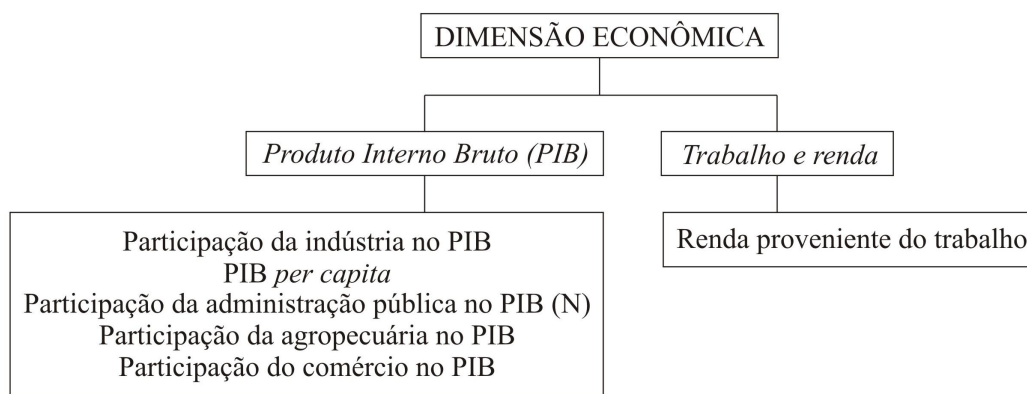 DIMENSÃO ECONÔMICA
Produto Interno Bruto (PIB)
Trabalho e renda
Participação da indústria no PIB
PIB per capita
Participação da administração pública no PIB (N)
Participação da agropecuária no PIB
Participação do comércio no PIB
Renda proveniente do trabalho